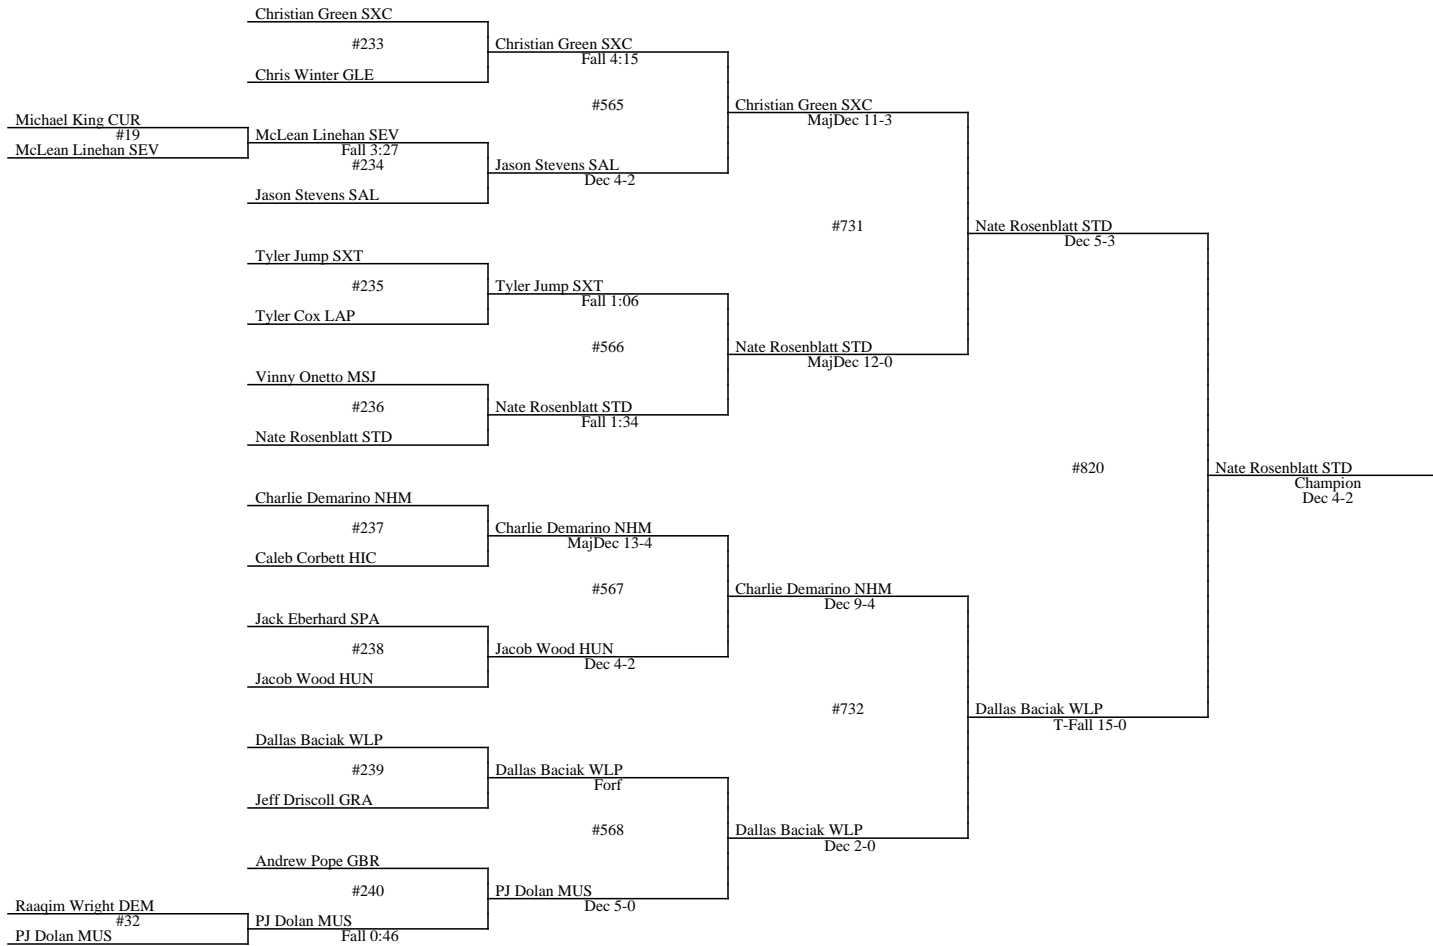 Christian Green SXC
#233
Christian Green SXC
Fall 4:15
Chris Winter GLE
#565
Christian Green SXC
MajDec 11-3
Michael King CUR
#19
McLean Linehan SEV
McLean Linehan SEV
Fall 3:27
#234
Jason Stevens SAL
Dec 4-2
Jason Stevens SAL
#731
Nate Rosenblatt STD
Dec 5-3
Tyler Jump SXT
#235
Tyler Jump SXT
Fall 1:06
Tyler Cox LAP
#566
Nate Rosenblatt STD
MajDec 12-0
Vinny Onetto MSJ
#236
Nate Rosenblatt STD
Fall 1:34
Nate Rosenblatt STD
#820
Nate Rosenblatt STD
Champion
Dec 4-2
Charlie Demarino NHM
#237
Charlie Demarino NHM
MajDec 13-4
Caleb Corbett HIC
#567
Charlie Demarino NHM
Dec 9-4
Jack Eberhard SPA
#238
Jacob Wood HUN
Dec 4-2
Jacob Wood HUN
#732
Dallas Baciak WLP
T-Fall 15-0
Dallas Baciak WLP
#239
Dallas Baciak WLP
Forf
Jeff Driscoll GRA
#568
Dallas Baciak WLP
Dec 2-0
Andrew Pope GBR
#240
PJ Dolan MUS
Dec 5-0
Raaqim Wright DEM
#32
PJ Dolan MUS
PJ Dolan MUS
Fall 0:46